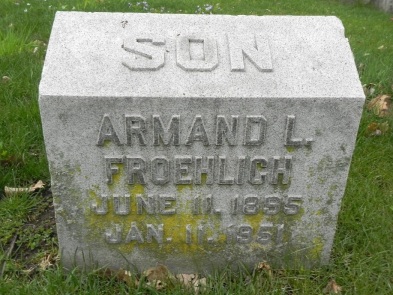 SON
ARMAND L.
FROEHLICH
JUNE 11, 1895
JAN. 11, 1951